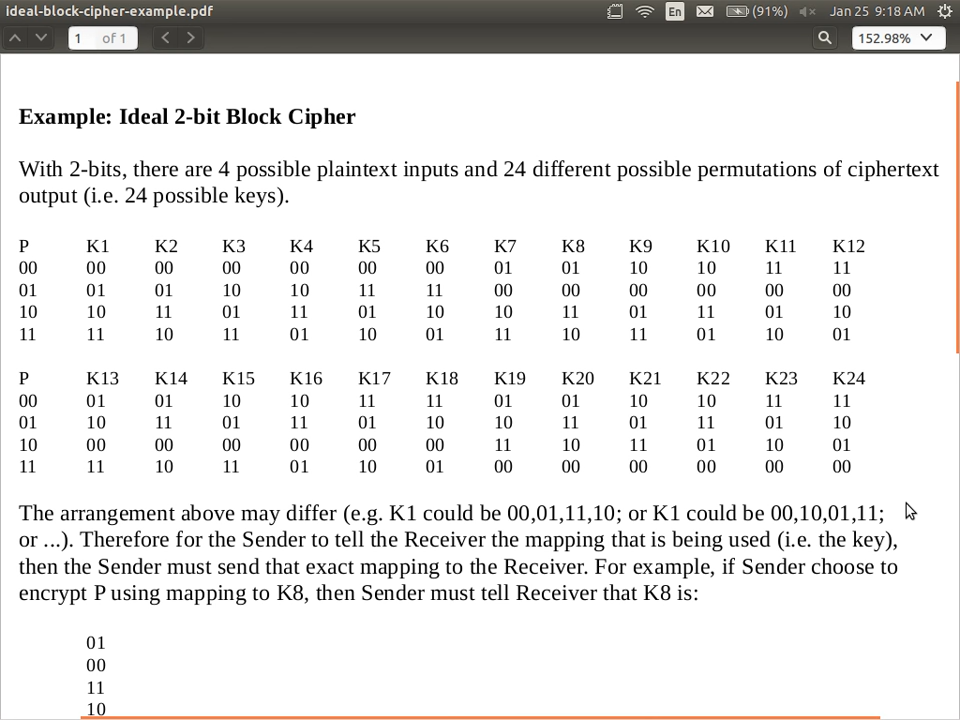 ideal-block-cipher-example.pdf En (91%) Jan 25 9:18 AM
1 of 1 152.98%
Example: Ideal 2-bit Block Cipher
With 2-bits, there are 4 possible plaintext inputs and 24 different possible permutations of ciphertext
output (i.e. 24 possible keys).
P K1 K2 K3 K4 K5 K6 K7 K8 K9 K10 K11 K12
00 00 00 00 00 00 00 01 01 10 10 11 11
01 01 01 10 10 11 11 00 00 00 00 00 00
10 10 11 01 11 01 10 10 11 01 11 01 10
11 11 10 11 01 10 01 11 10 11 01 10 01
P K13 K14 K15 K16 K17 K18 K19 K20 K21 K22 K23 K24
00 01 01 10 10 11 11 01 01 10 10 11 11
01 10 11 01 11 01 10 10 11 01 11 01 10
10 00 00 00 00 00 00 11 10 11 01 10 01
11 11 10 11 01 10 01 00 00 00 00 00 00
The arrangement above may differ (e.g. K1 could be 00,01,11,10; or K1 could be 00,10,01,11;
or ...). Therefore for the Sender to tell the Receiver the mapping that is being used (i.e. the key),
then the Sender must send that exact mapping to the Receiver. For example, if Sender choose to
encrypt P using mapping to K8, then Sender must tell Receiver that K8 is:
01
00
11
10